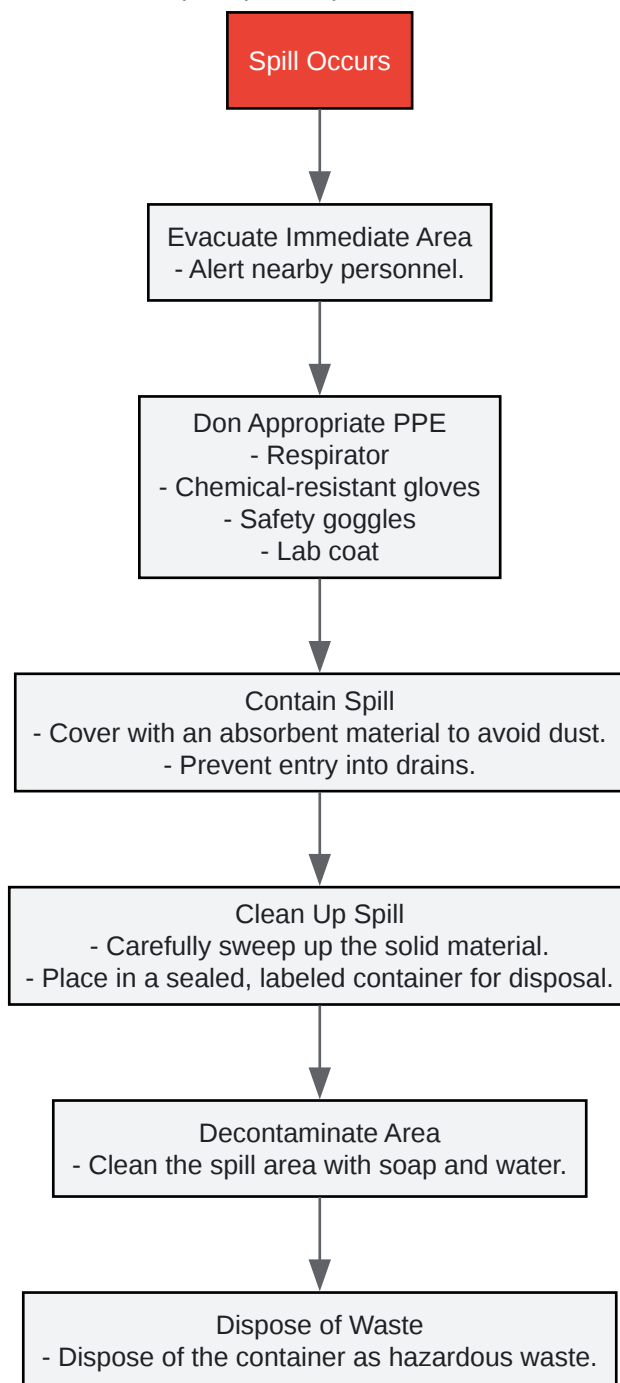 Spill Occurs
Evacuate Immediate Area
- Alert nearby personnel.
Don Appropriate PPE
- Respirator
- Chemical-resistant gloves
- Safety goggles
- Lab coat
Contain Spill
- Cover with an absorbent material to avoid dust.
- Prevent entry into drains.
Clean Up Spill
- Carefully sweep up the solid material.
- Place in a sealed, labeled container for disposal.
Decontaminate Area
- Clean the spill area with soap and water.
Dispose of Waste
- Dispose of the container as hazardous waste.